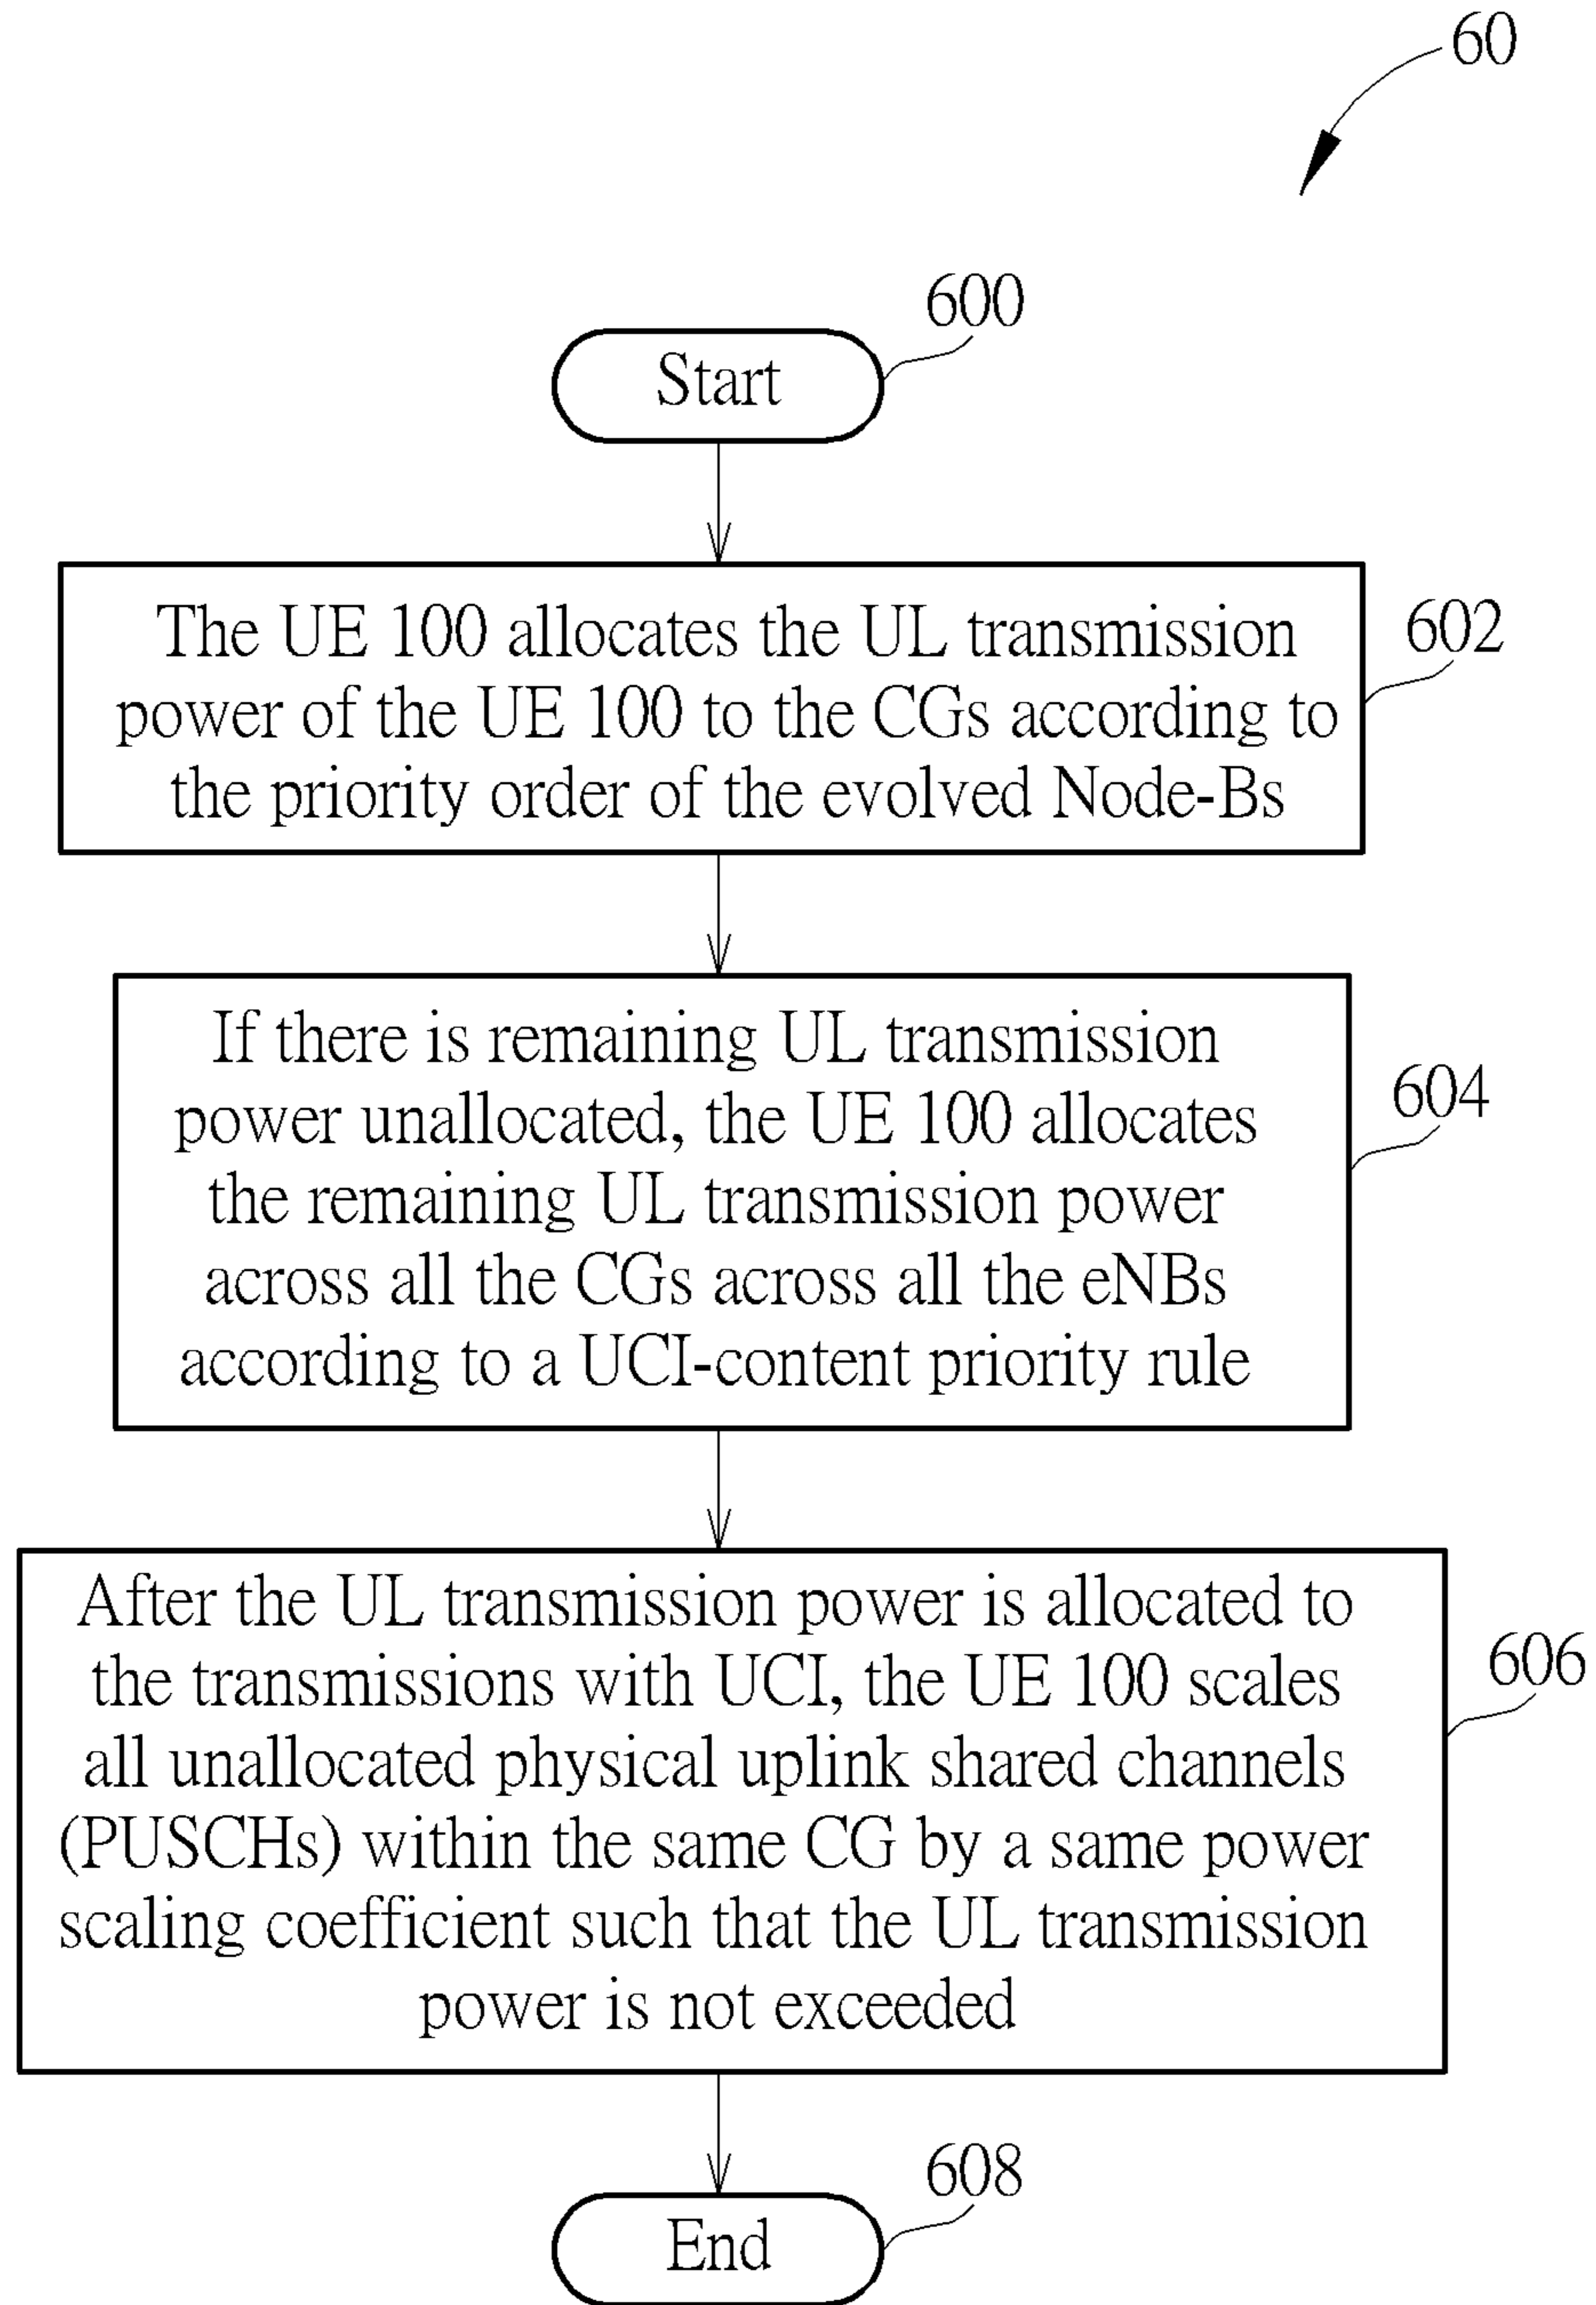 60
600
Start
The UE 100 allocates the UL transmission
power of the UE 100 to the CGs according to
the priority order of the evolved Node-Bs
602
If there is remaining UL transmission
power unallocated, the UE 100 allocates
the remaining UL transmission power
across all the CGs across all the eNBs
according to a UCI-content priority rule
604
After the UL transmission power is allocated to
the transmissions with UCI, the UE 100 scales
all unallocated physical uplink shared channels
(PUSCHs) within the same CG by a same power
scaling coefficient such that the UL transmission
power is not exceeded
606
608
End